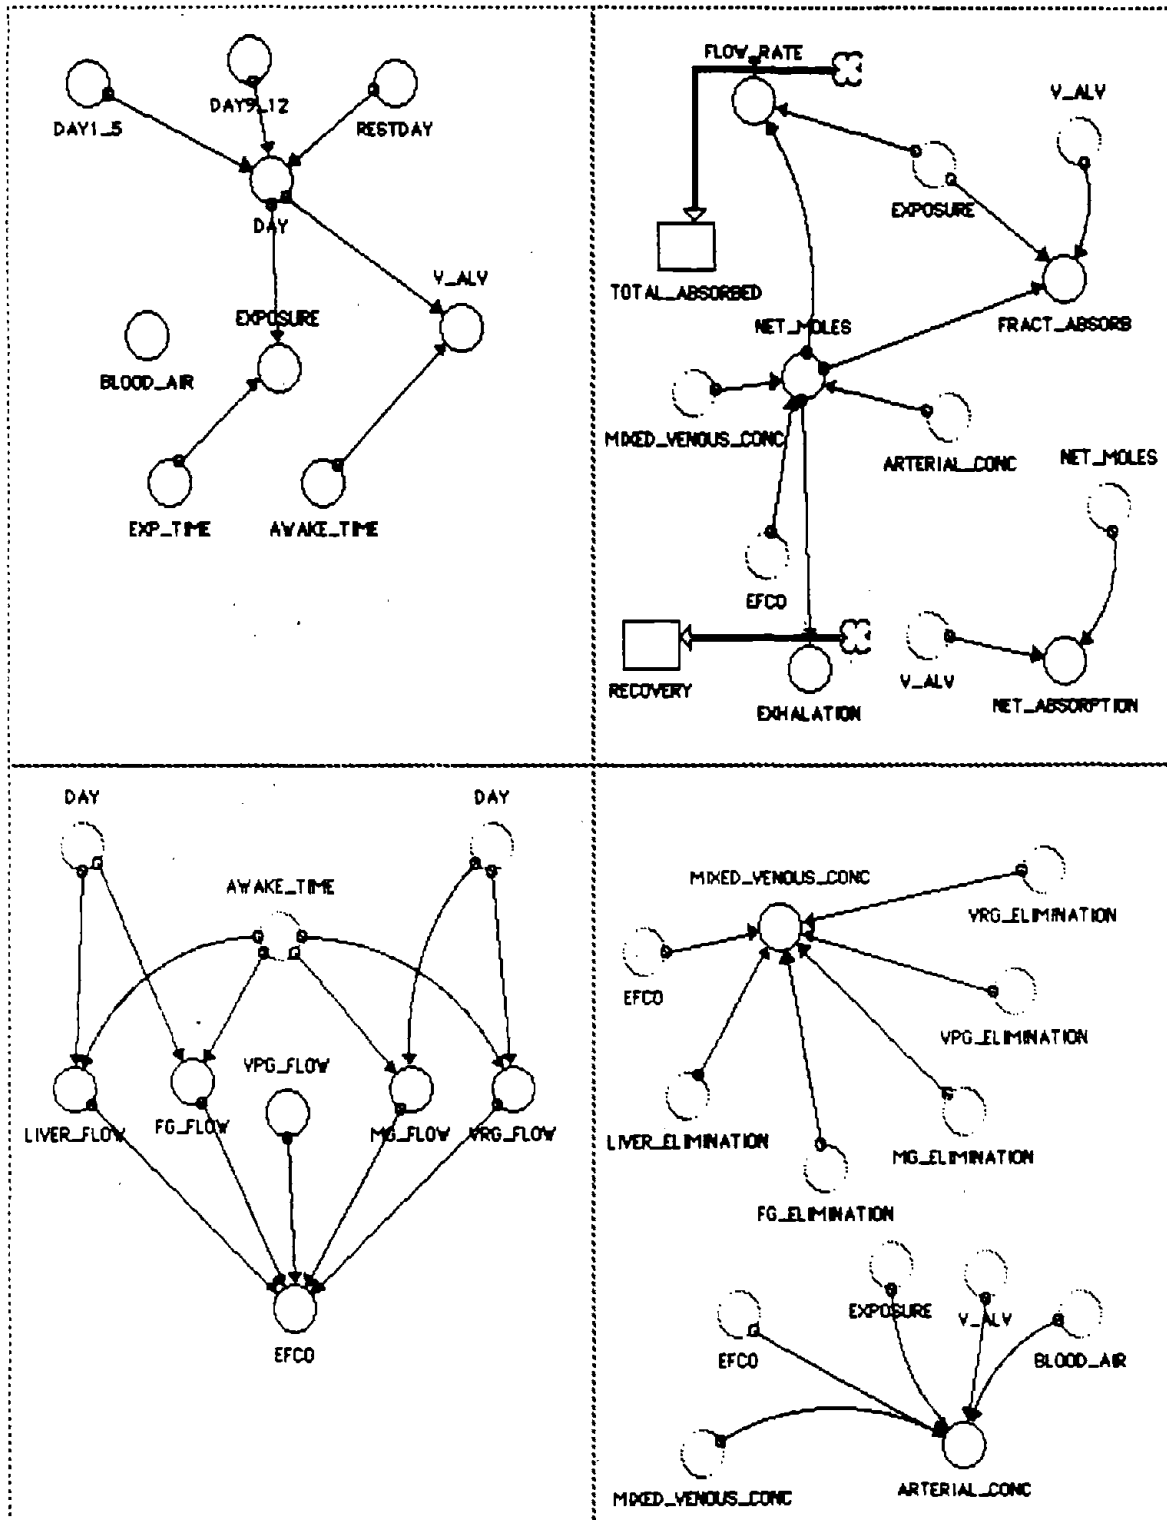 DAY1_5
DAY9_12
RESTDAY
DAY
V_ALV
EXPOSURE
BLOOD_AIR
EXP_TIME
AWAKE_TIME
FLOW_RATE
V_ALV
EXPOSURE
TOTAL_ABSORBED
FRACT_ABSORB
NET_MOLES
MIXED_VENOUS_CONC
ARTERIAL_CONC
NET_MOLES
EFCO
V_ALV
RECOVERY
NET_ABSORPTION
EXHALATION
DAY
DAY
AWAKE_TIME
VPG_FLOW
LIVER_FLOW
FG_FLOW
MG_FLOW
VRG_FLOW
EFCO
MIXED_VENOUS_CONC
VRG_ELIMINATION
EFCO
VPG_ELIMINATION
LIVER_ELIMINATION
MG_ELIMINATION
FG_ELIMINATION
EXPOSURE
V_ALV
EFCO
BLOOD_AIR
MIXED_VENOUS_CONC
ARTERIAL_CONC